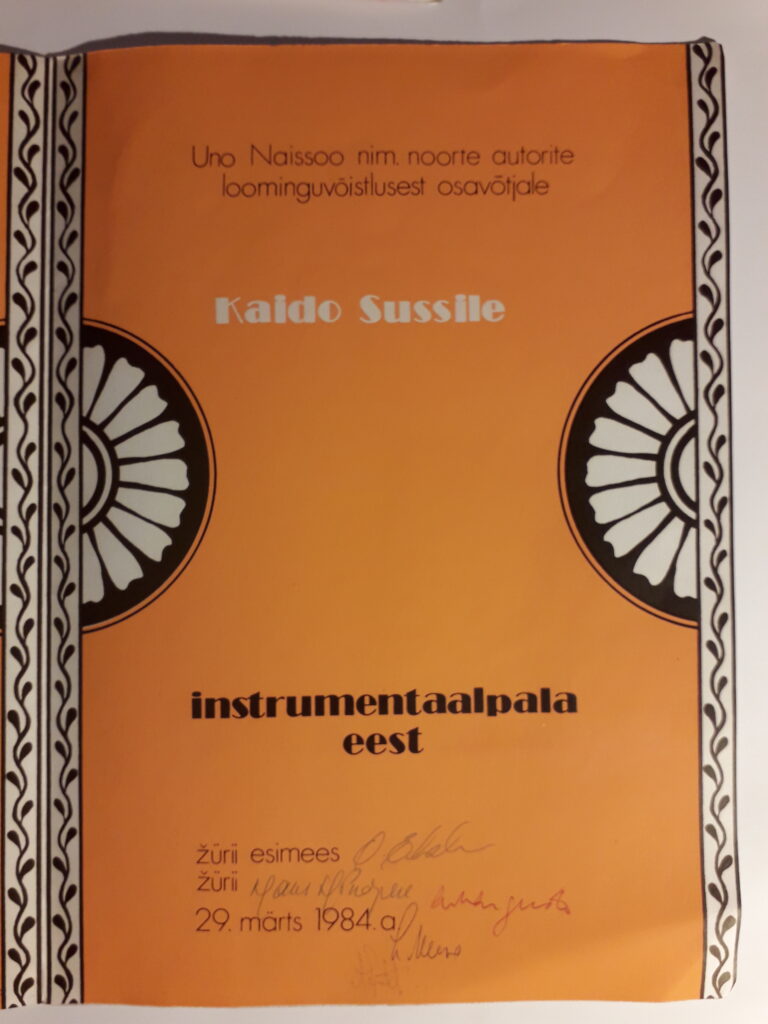 Uno Naissoo nim. noorte autorite
loominguvõistlusest osavõtjale
Kaido Sussile
instrumentaalpala
eest
žürii esimees
žürii
29. märts 1984.a